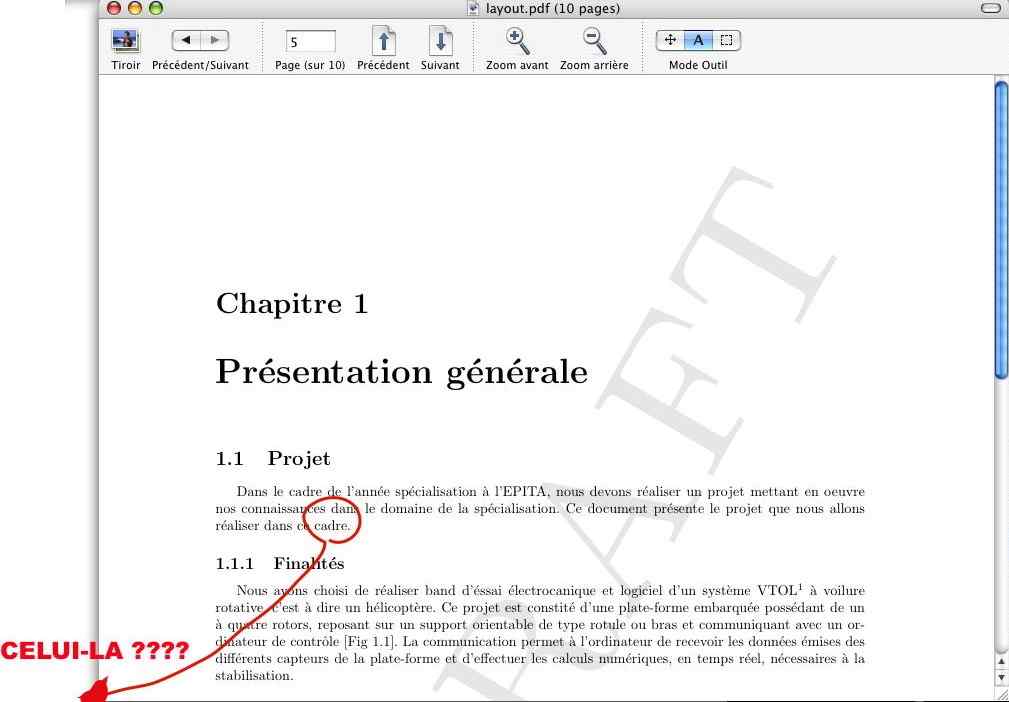 layout.pdf (10 pages)
5
A
Tiroir Précédent/Suivant Page (sur 10) Précédent Suivant Zoom avant Zoom arrière Mode Outil
DRAFT
Chapitre 1
Présentation générale
1.1 Projet
Dans le cadre de l'année spécialisation à l'EPITA, nous devons réaliser un projet mettant en oeuvre
nos connaissances dans le domaine de la spécialisation. Ce document présente le projet que nous allons
réaliser dans ce cadre.
1.1.1 Finalités
Nous avons choisi de réaliser band d'éssai électrocanique et logiciel d'un système VTOL¹ à voilure
rotative, c'est à dire un hélicoptère. Ce projet est constité d'une plate-forme embarquée possédant de un
à quatre rotors, reposant sur un support orientable de type rotule ou bras et communiquant avec un or-
dinateur de contrôle [Fig 1.1]. La communication permet à l'ordinateur de recevoir les données émises des
différents capteurs de la plate-forme et d'effectuer les calculs numériques, en temps réel, nécessaires à la
stabilisation.
CELUI-LA ????